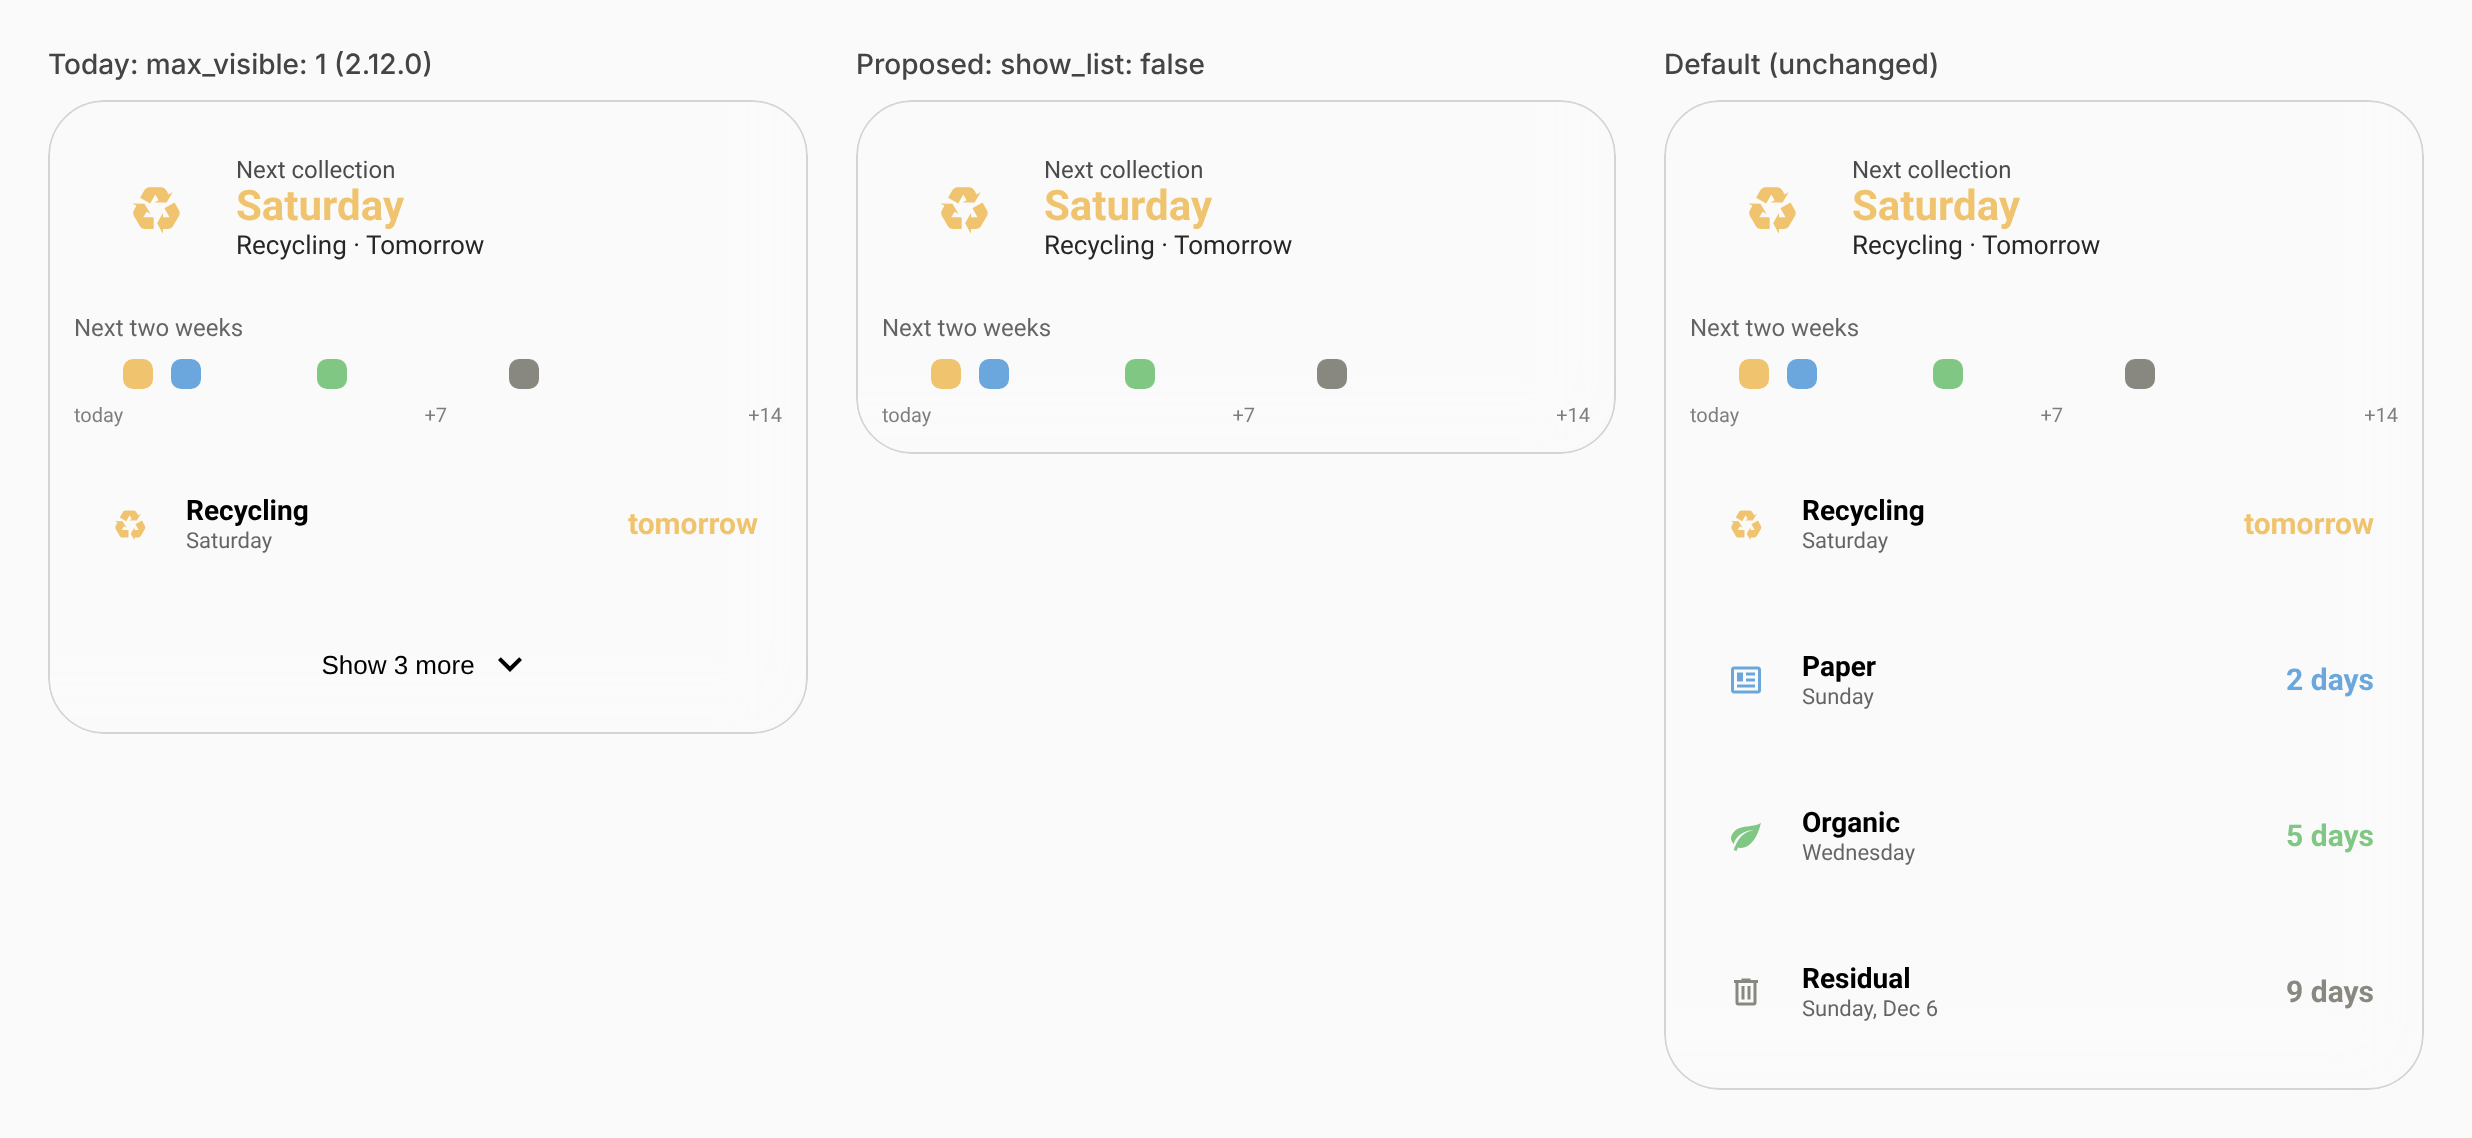 Today: max_visible: 1 (2.12.0)
Next collection
Saturday
Recycling · Tomorrow
Next two weeks
today +7 +14
Recycling
Saturday
tomorrow
Show 3 more
Proposed: show_list: false
Next collection
Saturday
Recycling · Tomorrow
Next two weeks
today +7 +14
Default (unchanged)
Next collection
Saturday
Recycling · Tomorrow
Next two weeks
today +7 +14
Recycling
Saturday
tomorrow
Paper
Sunday
2 days
Organic
Wednesday
5 days
Residual
Sunday, Dec 6
9 days